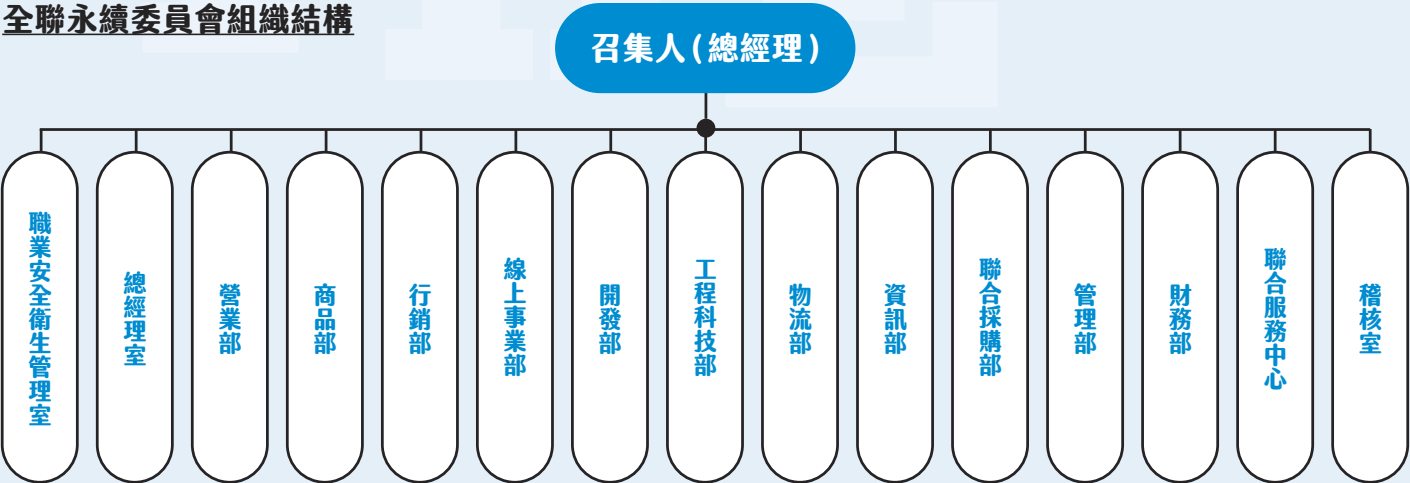 全聯永續委員會組織結構
召集人(總經理)
職業安全衛生管理室
總經理室
營業部
商品部
行銷部
線上事業部
開發部
工程科技部
物流部
資訊部
聯合採購部
管理部
財務部
聯合服務中心
稽核室